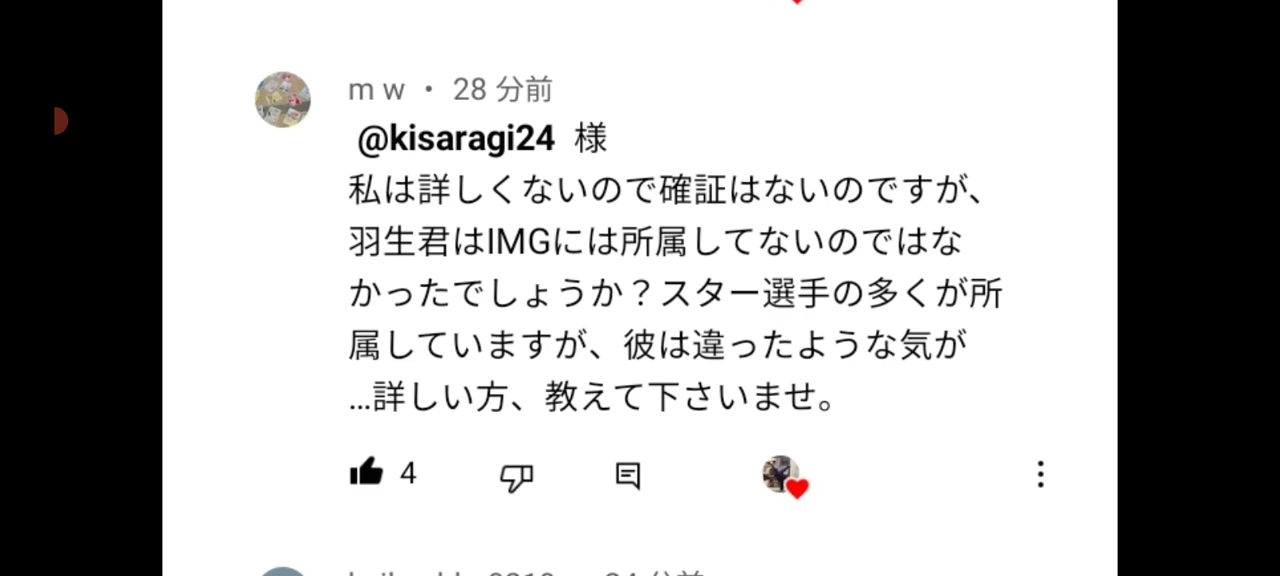 m w • 28 分前
@kisaragi24 様
私は詳しくないので確証はないのですが、
羽生君はIMGには所属してないのではな
かったでしょうか？スター選手の多くが所
属していますが、彼は違ったような気が
…詳しい方、教えて下さいませ。
4